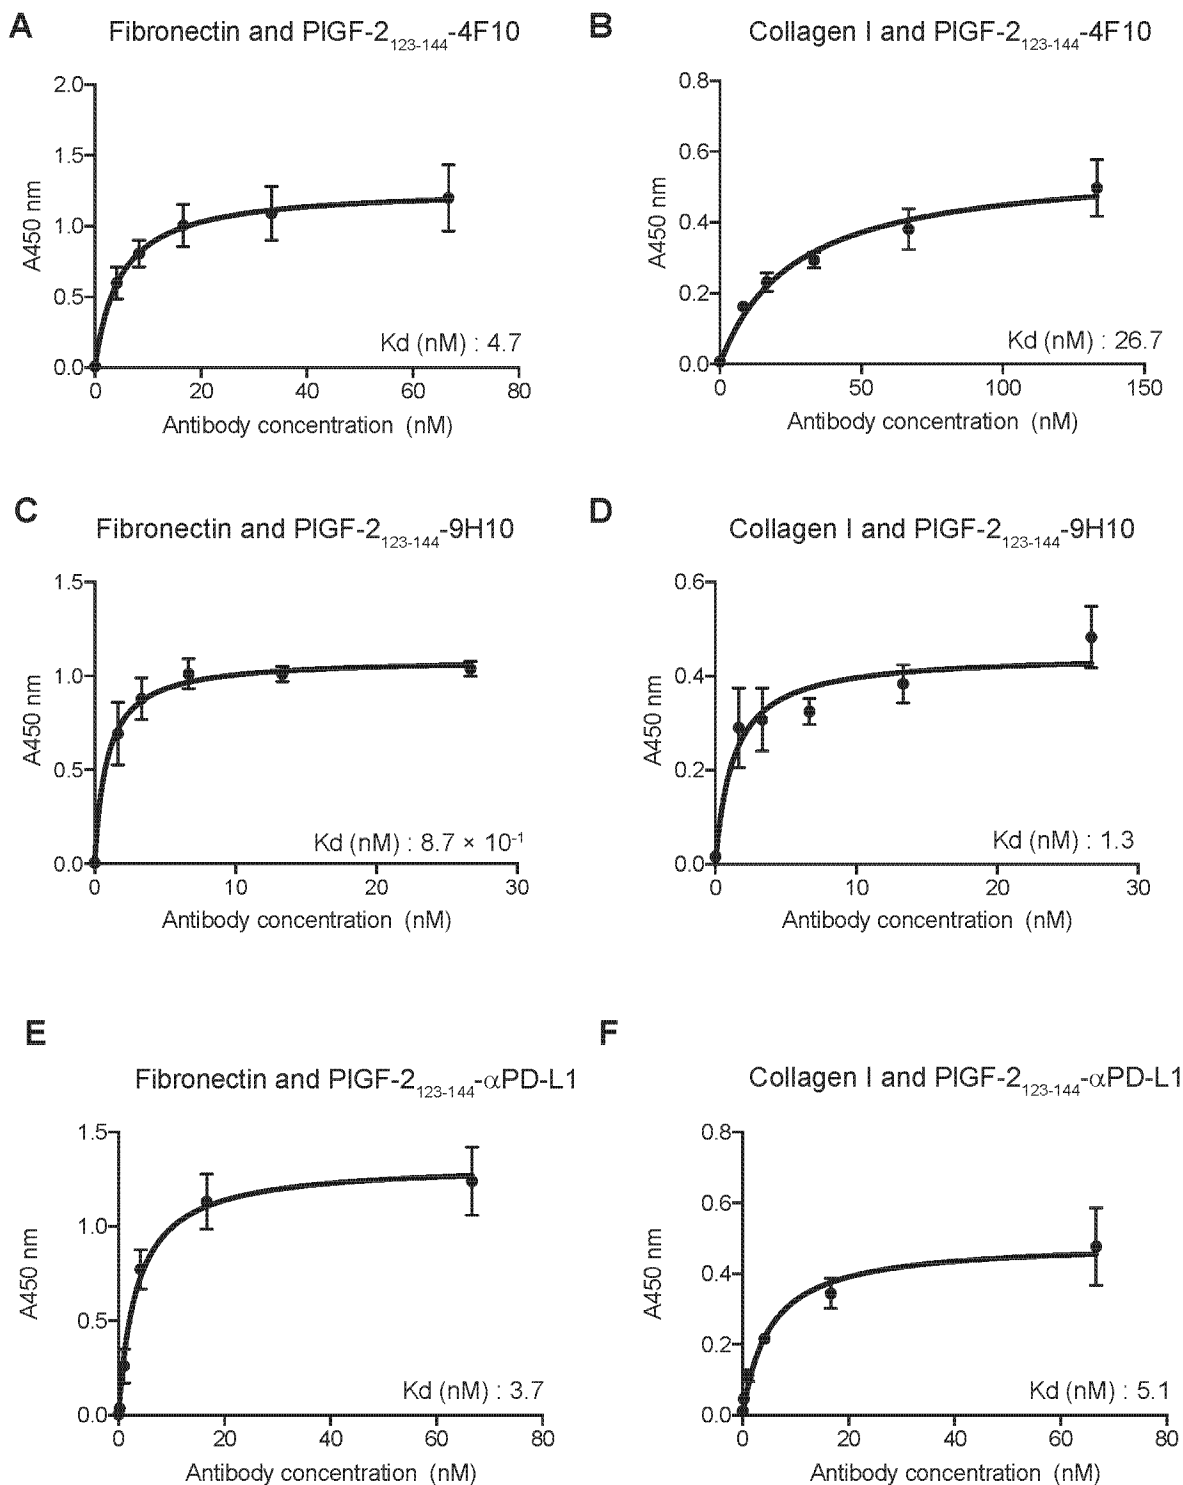 A
Fibronectin and PlGF-2₁₂₃₋₁₄₄-4F10
2.0
1.5
1.0
0.5
0.0
A450 nm
Kd (nM) : 4.7
0 20 40 60 80
Antibody concentration (nM)
B
Collagen I and PlGF-2₁₂₃₋₁₄₄-4F10
0.8
0.6
0.4
0.2
0.0
A450 nm
Kd (nM) : 26.7
0 50 100 150
Antibody concentration (nM)
C
Fibronectin and PlGF-2₁₂₃₋₁₄₄-9H10
1.5
1.0
0.5
0.0
A450 nm
Kd (nM) : 8.7 × 10⁻¹
0 10 20 30
Antibody concentration (nM)
D
Collagen I and PlGF-2₁₂₃₋₁₄₄-9H10
0.6
0.4
0.2
0.0
A450 nm
Kd (nM) : 1.3
0 10 20 30
Antibody concentration (nM)
E
Fibronectin and PlGF-2₁₂₃₋₁₄₄-αPD-L1
1.5
1.0
0.5
0.0
A450 nm
Kd (nM) : 3.7
0 20 40 60 80
Antibody concentration (nM)
F
Collagen I and PlGF-2₁₂₃₋₁₄₄-αPD-L1
0.8
0.6
0.4
0.2
0.0
A450 nm
Kd (nM) : 5.1
0 20 40 60 80
Antibody concentration (nM)